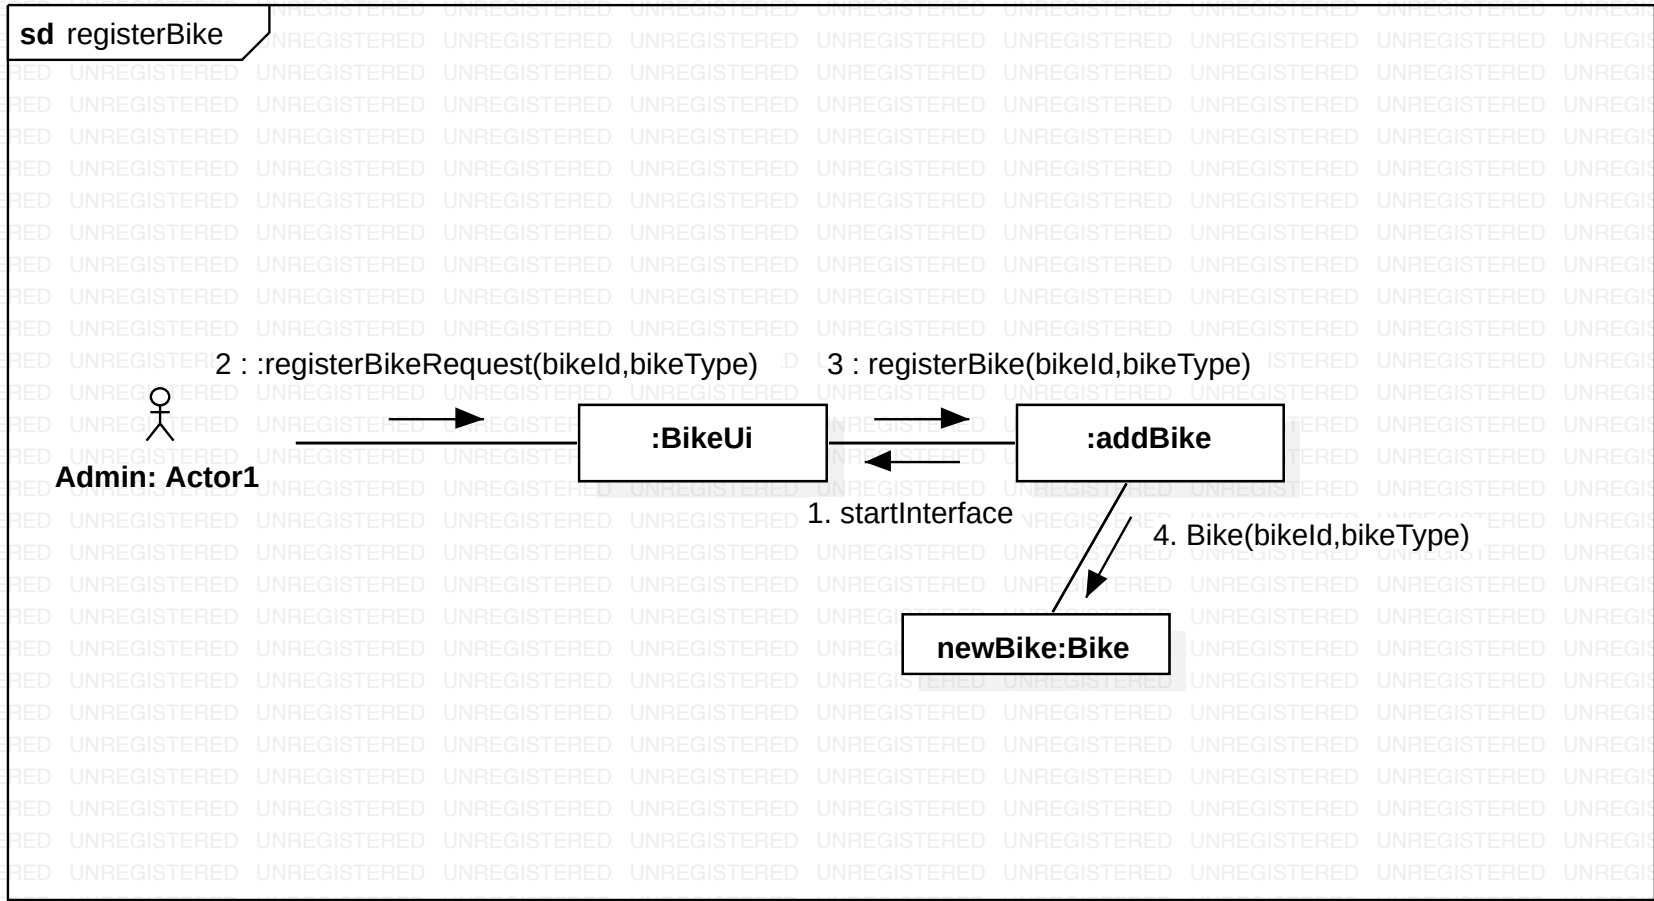 sd registerBike
2 : :registerBikeRequest(bikeId,bikeType)
3 : registerBike(bikeId,bikeType)
Admin: Actor1
:BikeUi
:addBike
1. startInterface
4. Bike(bikeId,bikeType)
newBike:Bike
UNREGISTERED